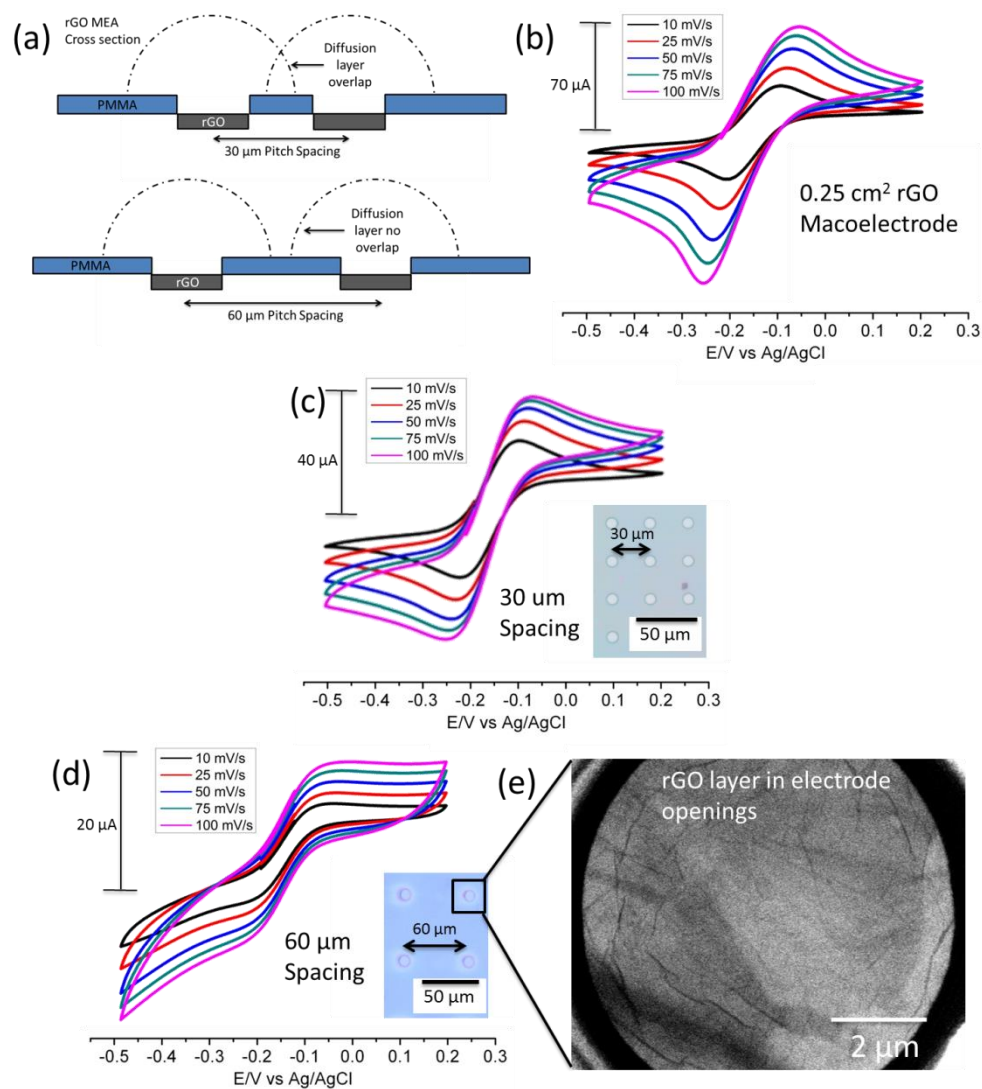 (a)
rGO MEA
Cross section
Diffusion
layer
overlap
PMMA
rGO
30 µm Pitch Spacing
Diffusion
layer no
overlap
PMMA
rGO
60 µm Pitch Spacing
(b)
70 µA
10 mV/s
25 mV/s
50 mV/s
75 mV/s
100 mV/s
0.25 cm² rGO
Macoelectrode
-0.5 -0.4 -0.3 -0.2 -0.1 0.0 0.1 0.2 0.3
E/V vs Ag/AgCl
(c)
40 µA
10 mV/s
25 mV/s
50 mV/s
75 mV/s
100 mV/s
30 um
Spacing
30 µm
50 µm
-0.5 -0.4 -0.3 -0.2 -0.1 0.0 0.1 0.2 0.3
E/V vs Ag/AgCl
(d)
20 µA
10 mV/s
25 mV/s
50 mV/s
75 mV/s
100 mV/s
60 µm
Spacing
60 µm
50 µm
-0.5 -0.4 -0.3 -0.2 -0.1 0.0 0.1 0.2 0.3
E/V vs Ag/AgCl
(e)
rGO layer in electrode
openings
2 µm